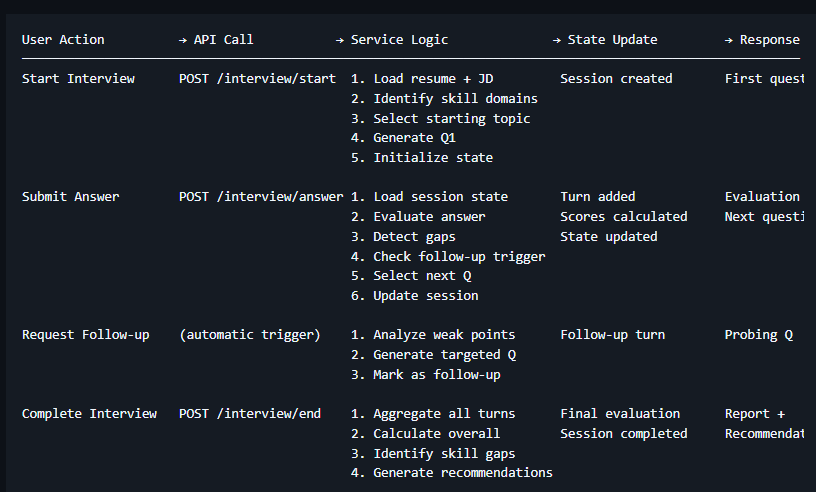 User Action → API Call → Service Logic → State Update → Response
Start Interview POST /interview/start 1. Load resume + JD Session created First quest
2. Identify skill domains
3. Select starting topic
4. Generate Q1
5. Initialize state
Submit Answer POST /interview/answer 1. Load session state Turn added Evaluation
2. Evaluate answer Scores calculated Next questi
3. Detect gaps State updated
4. Check follow-up trigger
5. Select next Q
6. Update session
Request Follow-up (automatic trigger) 1. Analyze weak points Follow-up turn Probing Q
2. Generate targeted Q
3. Mark as follow-up
Complete Interview POST /interview/end 1. Aggregate all turns Final evaluation Report +
2. Calculate overall Session completed Recommendat
3. Identify skill gaps
4. Generate recommendations